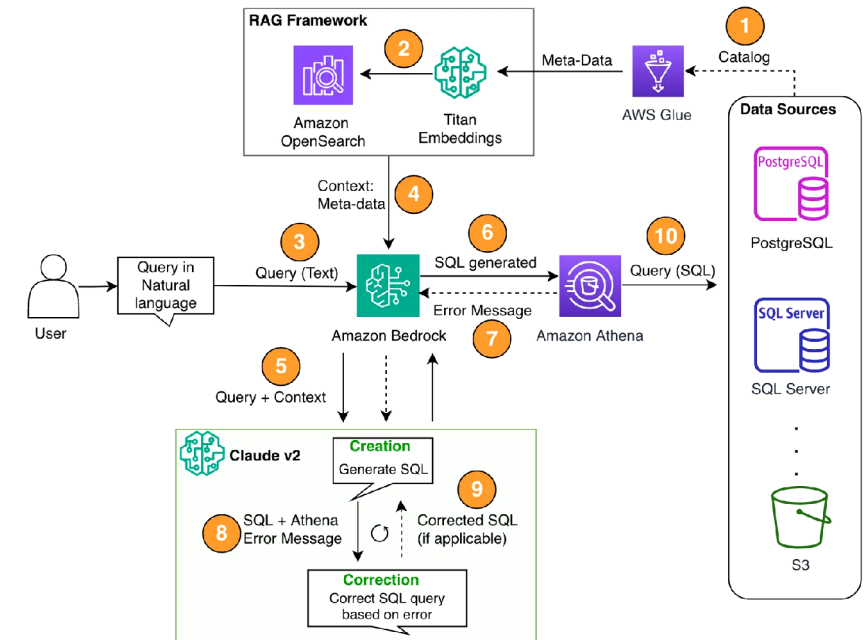 RAG Framework
1
2
Meta-Data
Catalog
AWS Glue
Amazon
OpenSearch
Titan
Embeddings
Data Sources
PostgreSQL
PostgreSQL
Context:
Meta-data
4
3
6
10
Query in
Natural
language
Query (Text)
SQL generated
Query (SQL)
Error Message
User
Amazon Bedrock
7
Amazon Athena
SQL Server
SQL Server
5
Query + Context
Claude v2
Creation
Generate SQL
9
8
SQL + Athena
Error Message
Corrected SQL
(if applicable)
Correction
Correct SQL query
based on error
S3